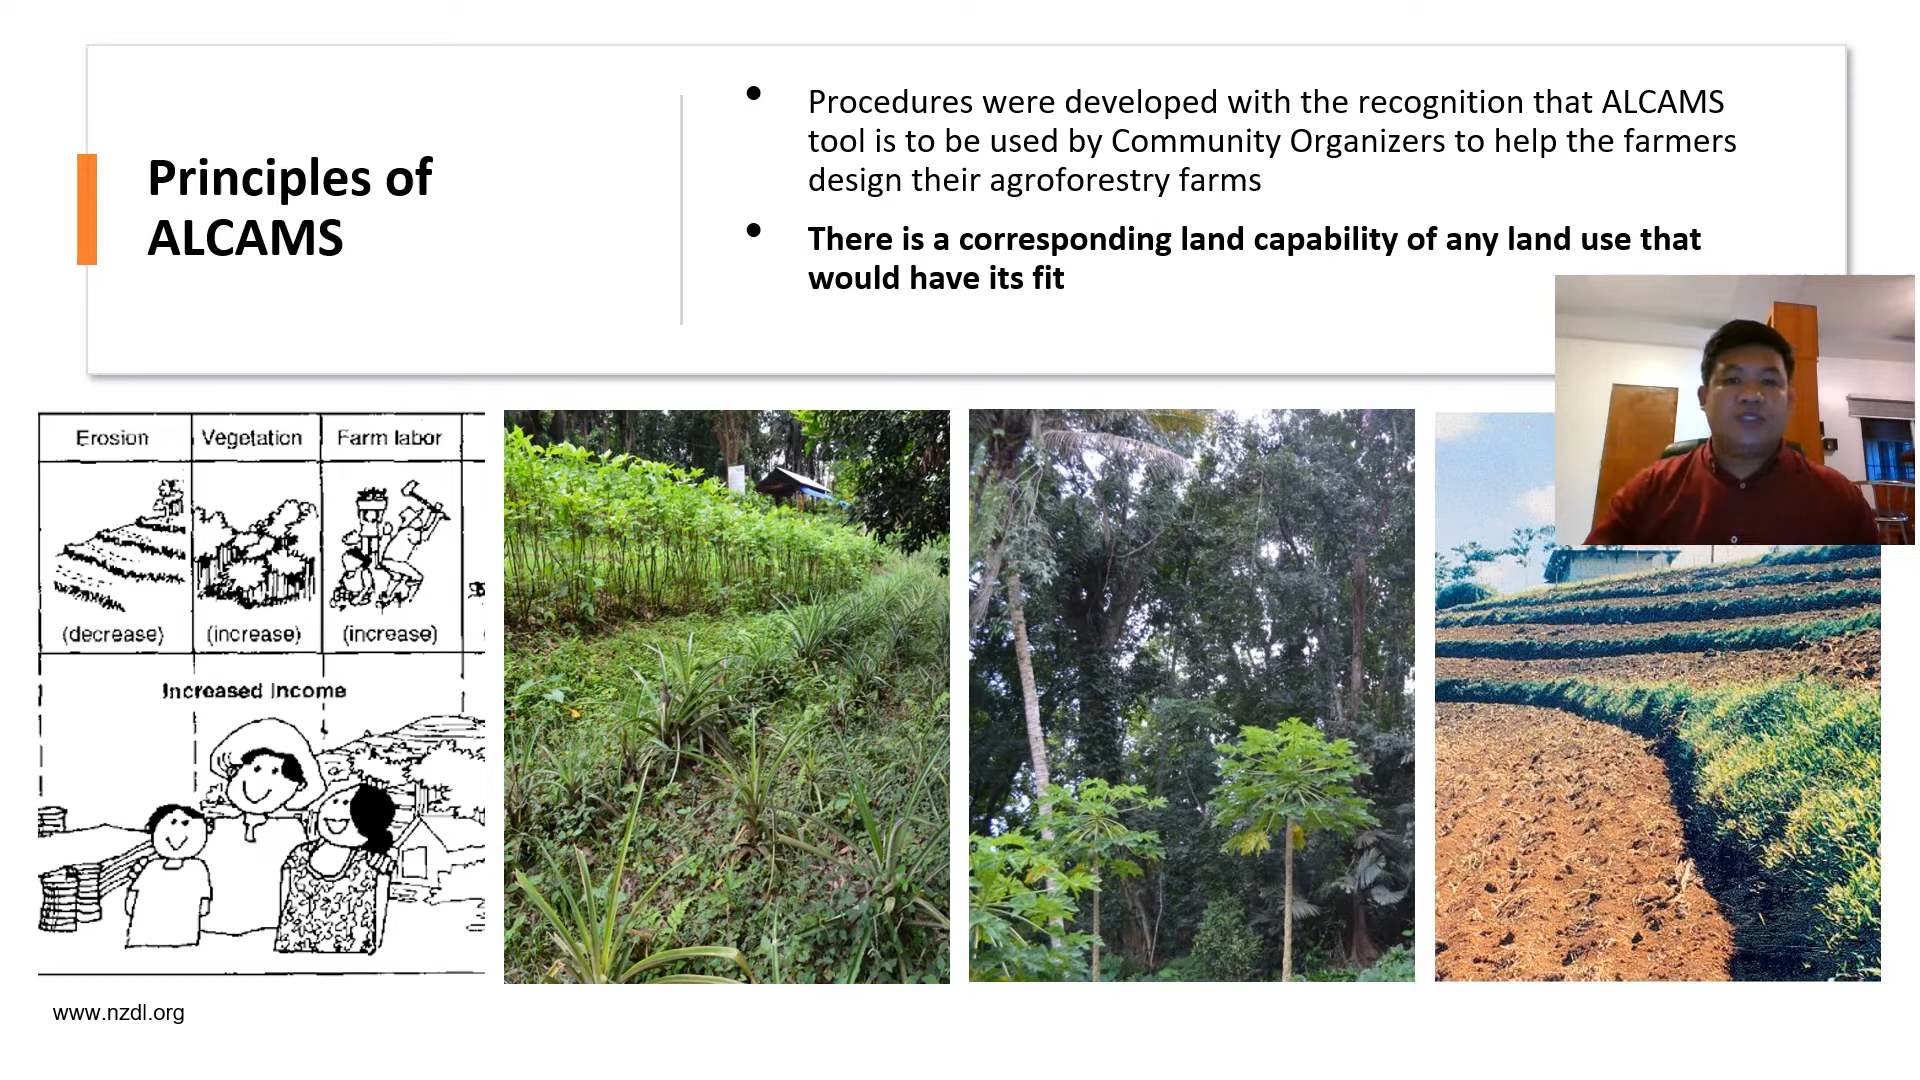 Principles of
ALCAMS
• Procedures were developed with the recognition that ALCAMS
tool is to be used by Community Organizers to help the farmers
design their agroforestry farms
• There is a corresponding land capability of any land use that
would have its fit
Erosion Vegetation Farm labor
(decrease) (increase) (increase)
Increased Income
www.nzdl.org